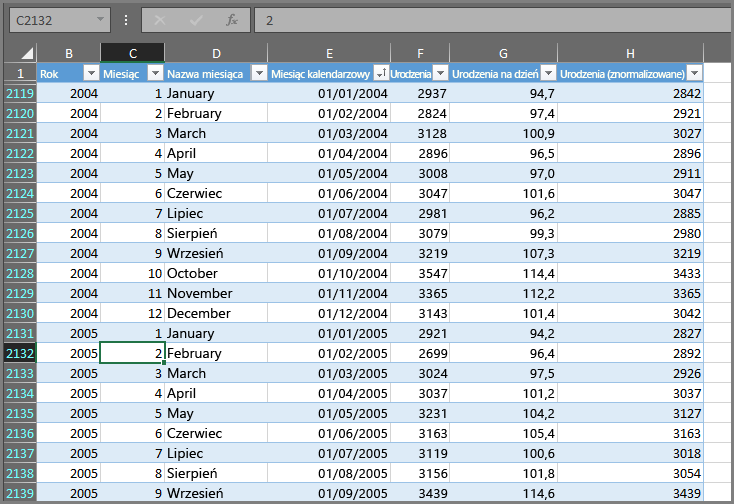 C2132 2
B C D E F G H
1 Rok Miesiąc Nazwa miesiąca Miesiąc kalendarzowy Urodzenia Urodzenia na dzień Urodzenia (znormalizowane)
2119 2004 1 January 01/01/2004 2937 94,7 2842
2120 2004 2 February 01/02/2004 2824 97,4 2921
2121 2004 3 March 01/03/2004 3128 100,9 3027
2122 2004 4 April 01/04/2004 2896 96,5 2896
2123 2004 5 May 01/05/2004 3008 97,0 2911
2124 2004 6 Czerwiec 01/06/2004 3047 101,6 3047
2125 2004 7 Lipiec 01/07/2004 2981 96,2 2885
2126 2004 8 Sierpień 01/08/2004 3079 99,3 2980
2127 2004 9 Wrzesień 01/09/2004 3219 107,3 3219
2128 2004 10 October 01/10/2004 3547 114,4 3433
2129 2004 11 November 01/11/2004 3365 112,2 3365
2130 2004 12 December 01/12/2004 3143 101,4 3042
2131 2005 1 January 01/01/2005 2921 94,2 2827
2132 2005 2 February 01/02/2005 2699 96,4 2892
2133 2005 3 March 01/03/2005 3024 97,5 2926
2134 2005 4 April 01/04/2005 3037 101,2 3037
2135 2005 5 May 01/05/2005 3231 104,2 3127
2136 2005 6 Czerwiec 01/06/2005 3163 105,4 3163
2137 2005 7 Lipiec 01/07/2005 3119 100,6 3018
2138 2005 8 Sierpień 01/08/2005 3156 101,8 3054
2139 2005 9 Wrzesień 01/09/2005 3439 114,6 3439